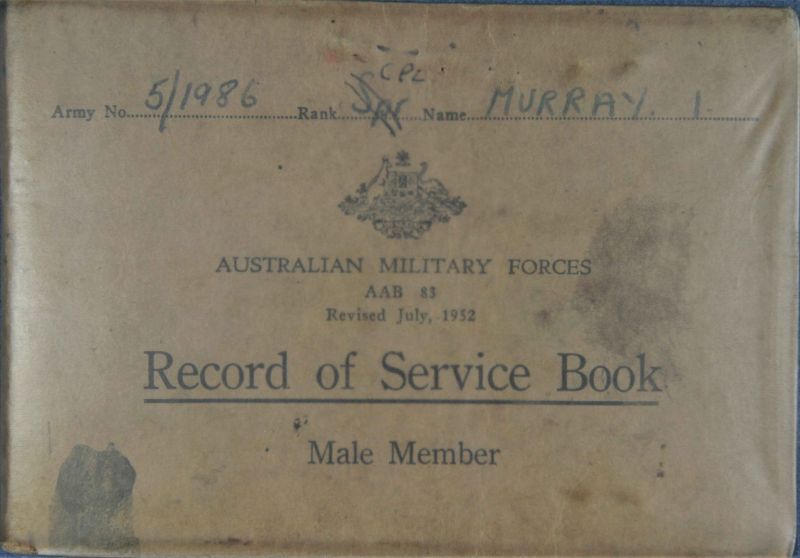 CPL
Army No. 5/1986 Rank Spr Name MURRAY. I
AUSTRALIAN MILITARY FORCES
AAB 83
Revised July, 1952
Record of Service Book
Male Member